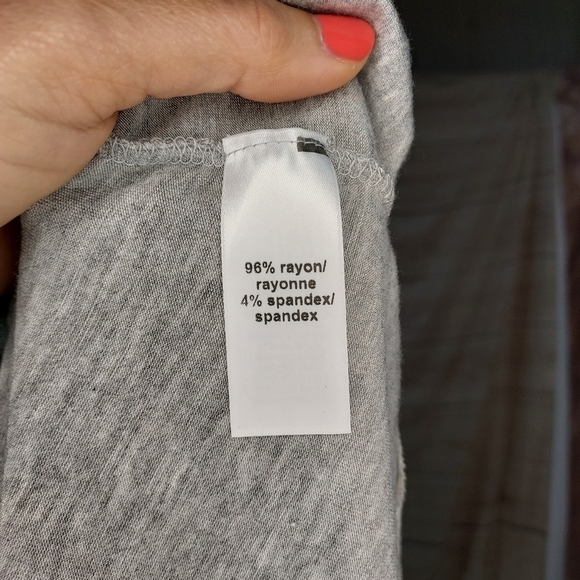 96% rayon/
rayonne
4% spandex/
spandex